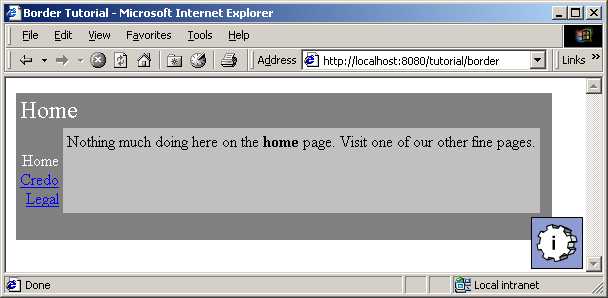 Border Tutorial - Microsoft Internet Explorer
File Edit View Favorites Tools Help
Address http://localhost:8080/tutorial/border Links »
Home
Nothing much doing here on the home page. Visit one of our other fine pages.
Home
Credo
Legal
i
Done Local intranet